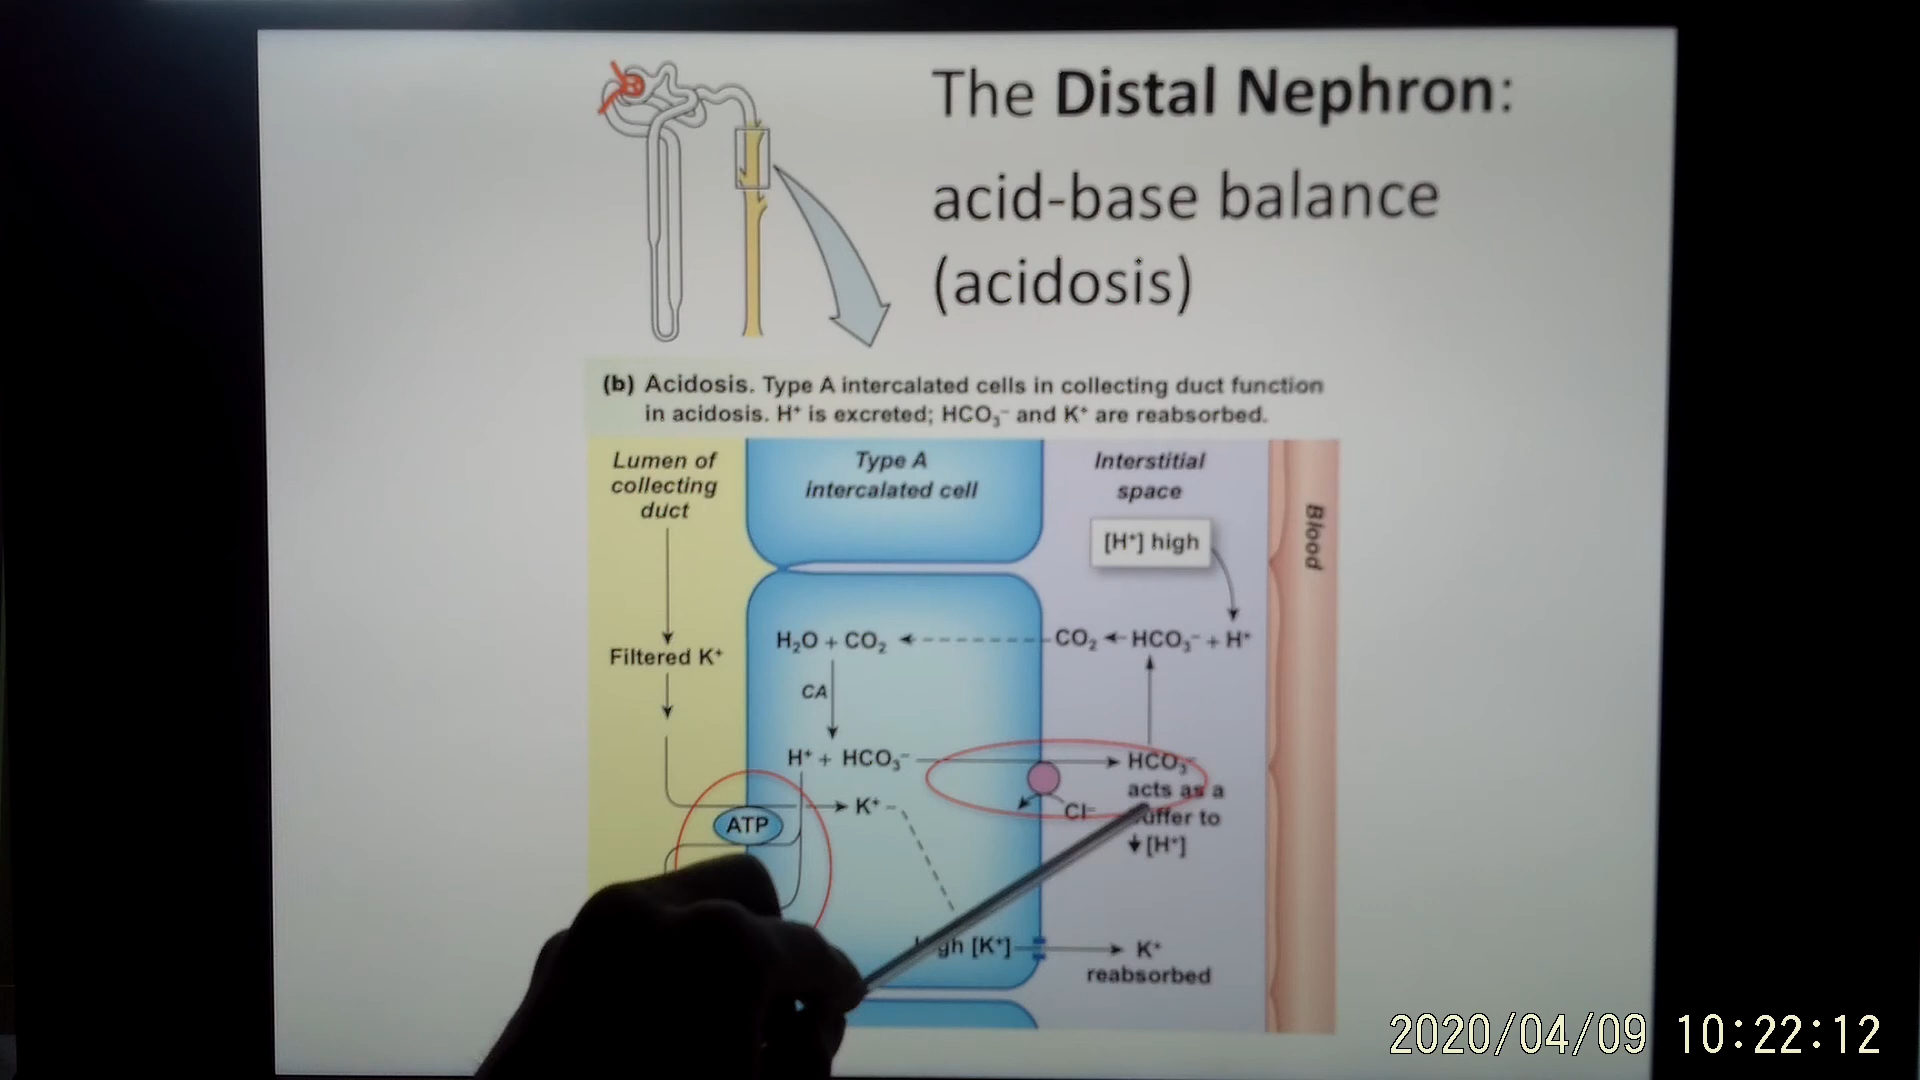 The Distal Nephron:
acid-base balance
(acidosis)
(b) Acidosis. Type A intercalated cells in collecting duct function
in acidosis. H⁺ is excreted; HCO₃⁻ and K⁺ are reabsorbed.
Lumen of
collecting
duct
Type A
intercalated cell
Interstitial
space
Blood
[H⁺] high
Filtered K⁺
H₂O + CO₂
CO₂
HCO₃⁻ + H⁺
CA
H⁺ + HCO₃⁻
HCO₃⁻
acts as a
to
↓ [H⁺]
Cl⁻
K⁺
ATP
[K⁺]
K⁺
reabsorbed
2020/04/09 10:22:12